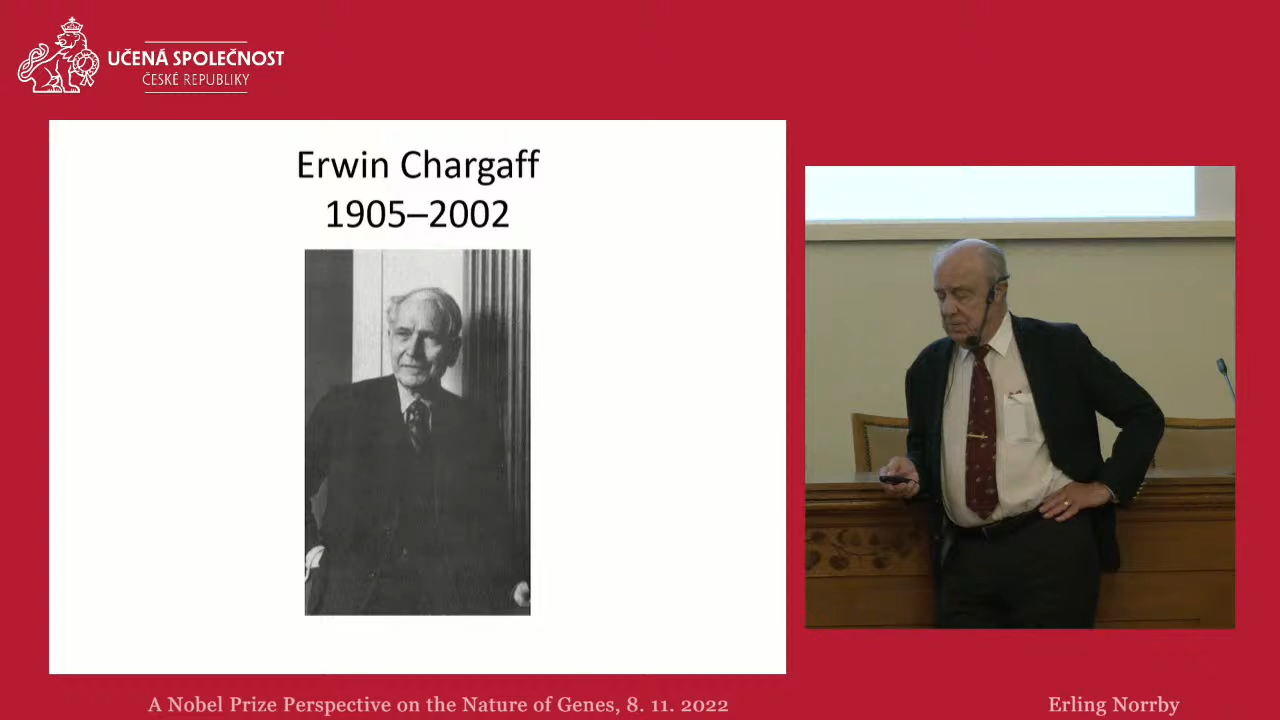 UČENÁ SPOLEČNOST
ČESKÉ REPUBLIKY
Erwin Chargaff
1905–2002
A Nobel Prize Perspective on the Nature of Genes, 8. 11. 2022
Erling Norrby